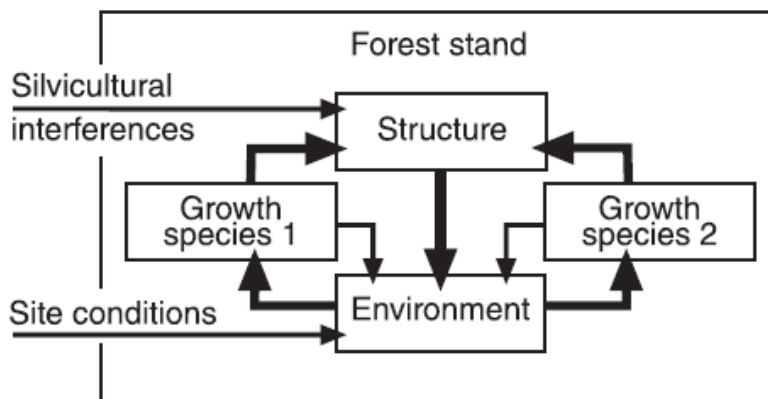 Forest stand
Silvicultural
interferences
Structure
Growth
species 1
Growth
species 2
Environment
Site conditions